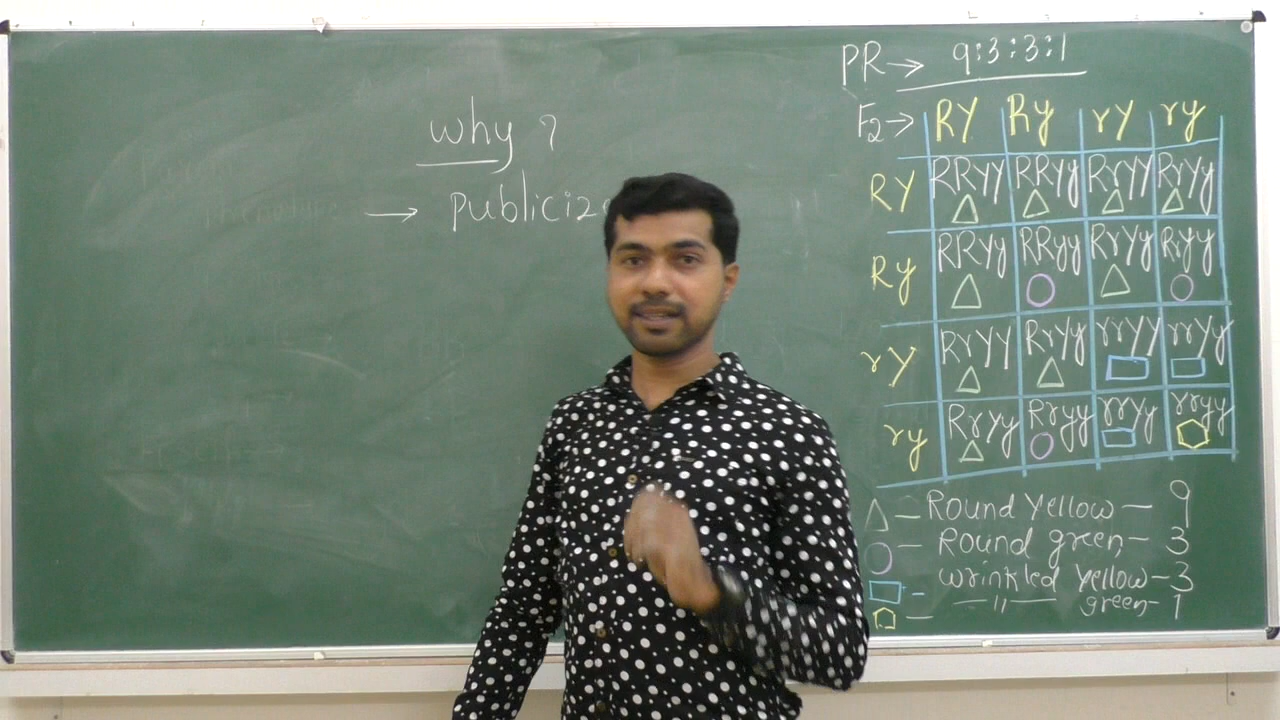 why ?
→ publicize
PR→ 9:3:3:1
F2→ RY Ry rY ry
RY RRYY RRYy RrYY RrYy
Ry RRYy RRyy RrYy Rryy
rY RrYY RrYy rrYY rrYy
ry RrYy Rryy rrYy rryy
△ – Round Yellow – 9
○ – Round green – 3
▭ – wrinkled yellow – 3
⬠ – —〃— green – 1